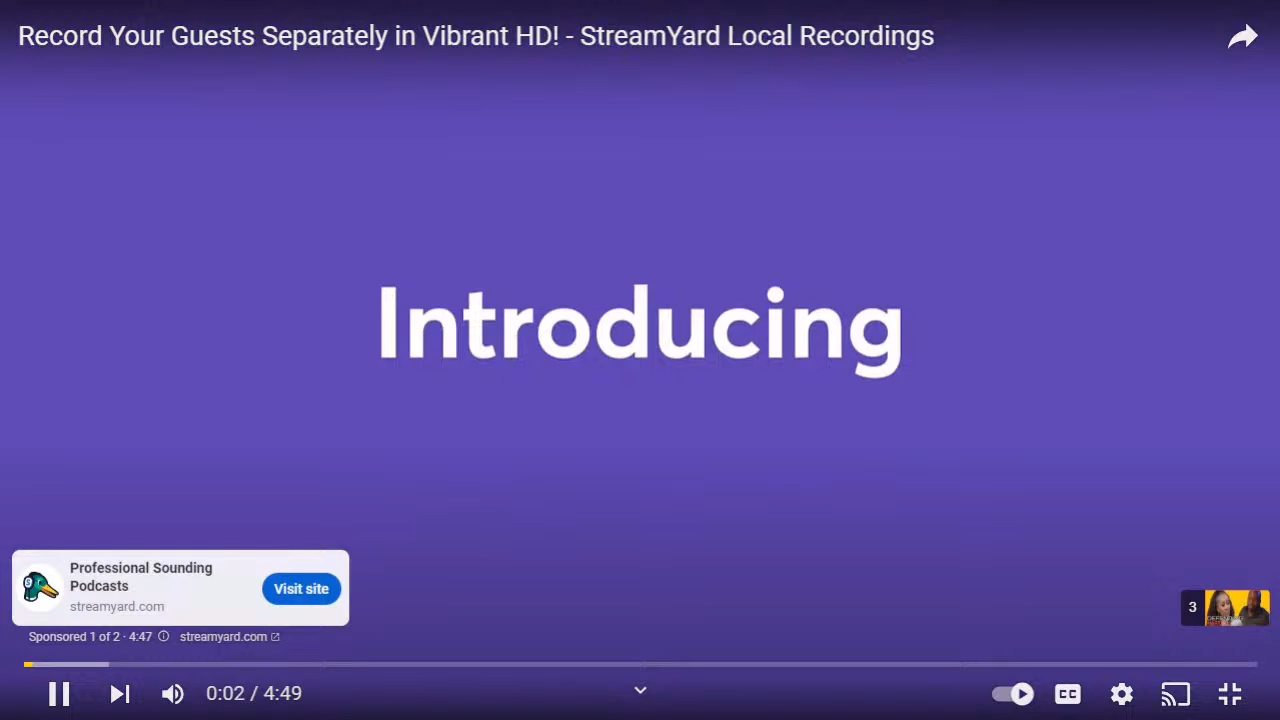 Record Your Guests Separately in Vibrant HD! - StreamYard Local Recordings
Introducing
Professional Sounding
Podcasts
streamyard.com
Visit site
3
Sponsored 1 of 2 · 4:47
streamyard.com
0:02 / 4:49
CC